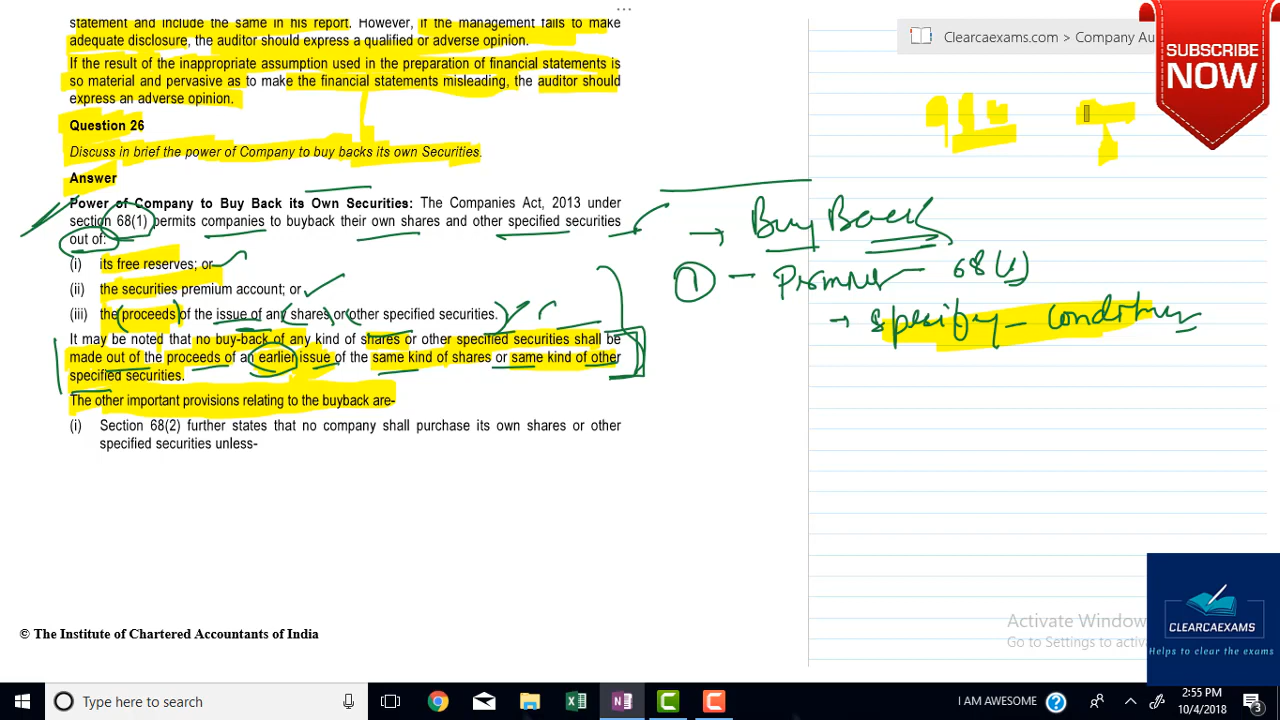 statement and include the same in his report. However, if the management fails to make
adequate disclosure, the auditor should express a qualified or adverse opinion.
If the result of the inappropriate assumption used in the preparation of financial statements is
so material and pervasive as to make the financial statements misleading, the auditor should
express an adverse opinion.
Question 26
Discuss in brief the power of Company to buy backs its own Securities.
Answer
Power of Company to Buy Back its Own Securities: The Companies Act, 2013 under
section 68(1) permits companies to buyback their own shares and other specified securities
out of:
(i) its free reserves; or
(ii) the securities premium account; or
(iii) the proceeds of the issue of any shares or other specified securities.
It may be noted that no buy-back of any kind of shares or other specified securities shall be
made out of the proceeds of an earlier issue of the same kind of shares or same kind of other
specified securities.
The other important provisions relating to the buyback are-
(i) Section 68(2) further states that no company shall purchase its own shares or other
specified securities unless-
© The Institute of Chartered Accountants of India
Clearcaexams.com > Company Au
SUBSCRIBE
NOW
→ Buy Back
① –
68
→ specify – conditions
Activate Window
Go to Settings to activa
CLEARCAEXAMS
Helps to clear the exams
Type here to search
I AM AWESOME
2:55 PM
10/4/2018
3